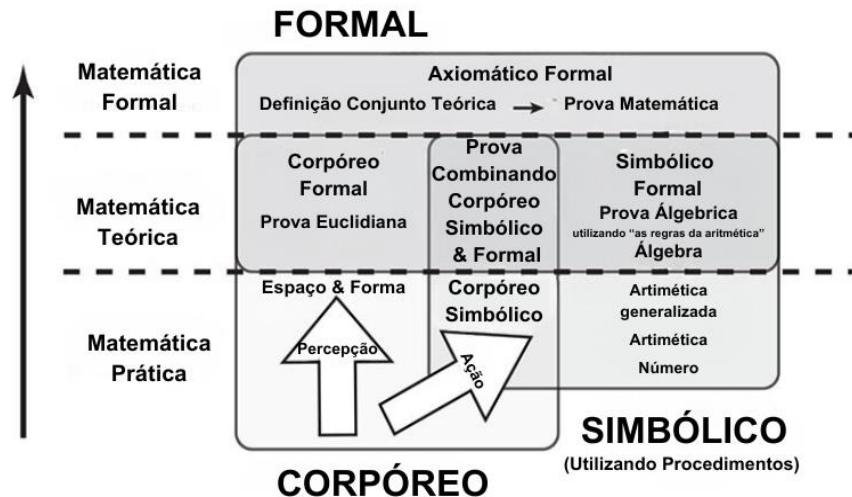 FORMAL
Matemática
Formal
Axiomático Formal
Definição Conjunto Teórica
Prova Matemática
Matemática
Teórica
Corpóreo
Formal
Prova Euclidiana
Prova
Combinando
Corpóreo
Simbólico
& Formal
Simbólico
Formal
Prova Álgebrica
utilizando “as regras da aritmética”
Álgebra
Matemática
Prática
Espaço & Forma
Percepção
Corpóreo
Simbólico
Ação
Artimética
generalizada
Artimética
Número
CORPÓREO
SIMBÓLICO
(Utilizando Procedimentos)